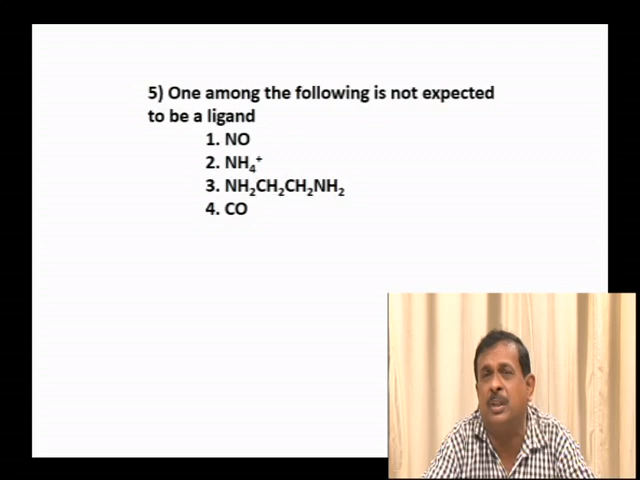 5) One among the following is not expected
to be a ligand
1. NO
2. NH₄⁺
3. NH₂CH₂CH₂NH₂
4. CO